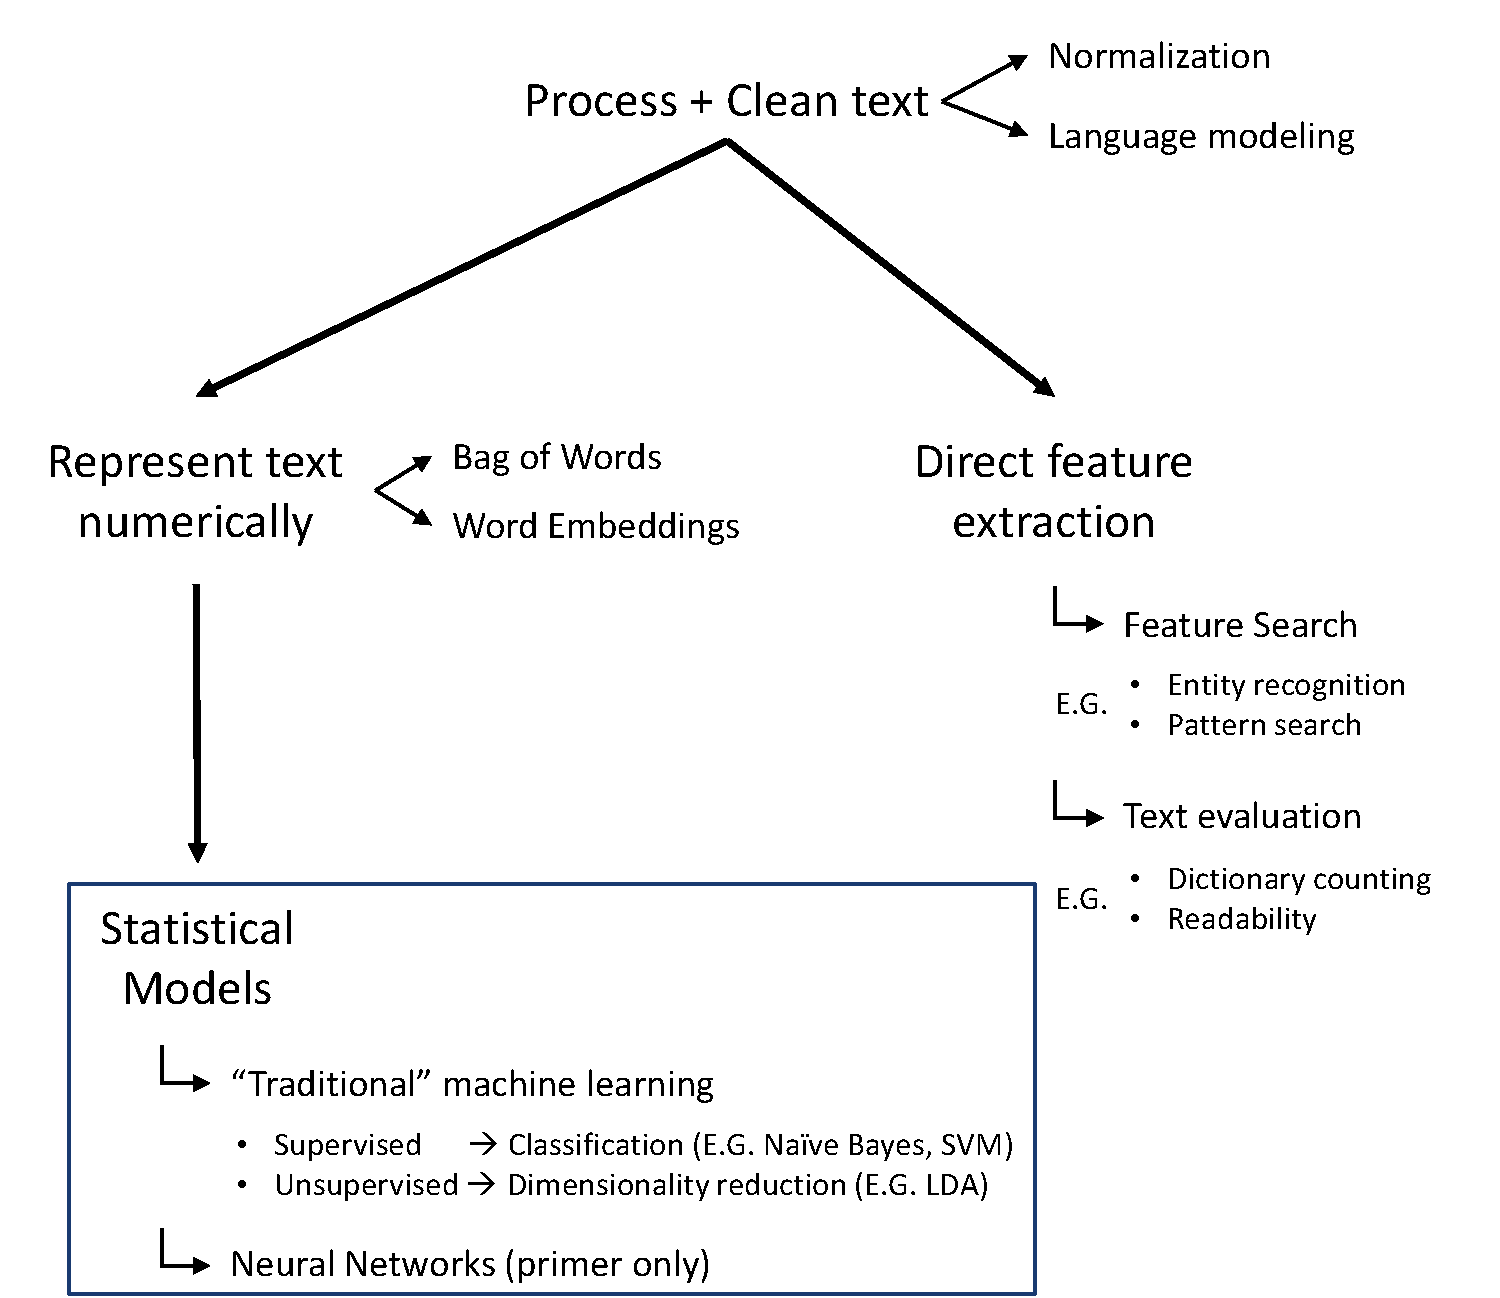 Process + Clean text
Normalization
Language modeling
Represent text
numerically
Bag of Words
Word Embeddings
Direct feature
extraction
Feature Search
E.G.
• Entity recognition
• Pattern search
Text evaluation
E.G.
• Dictionary counting
• Readability
Statistical
Models
“Traditional” machine learning
• Supervised → Classification (E.G. Naïve Bayes, SVM)
• Unsupervised → Dimensionality reduction (E.G. LDA)
Neural Networks (primer only)